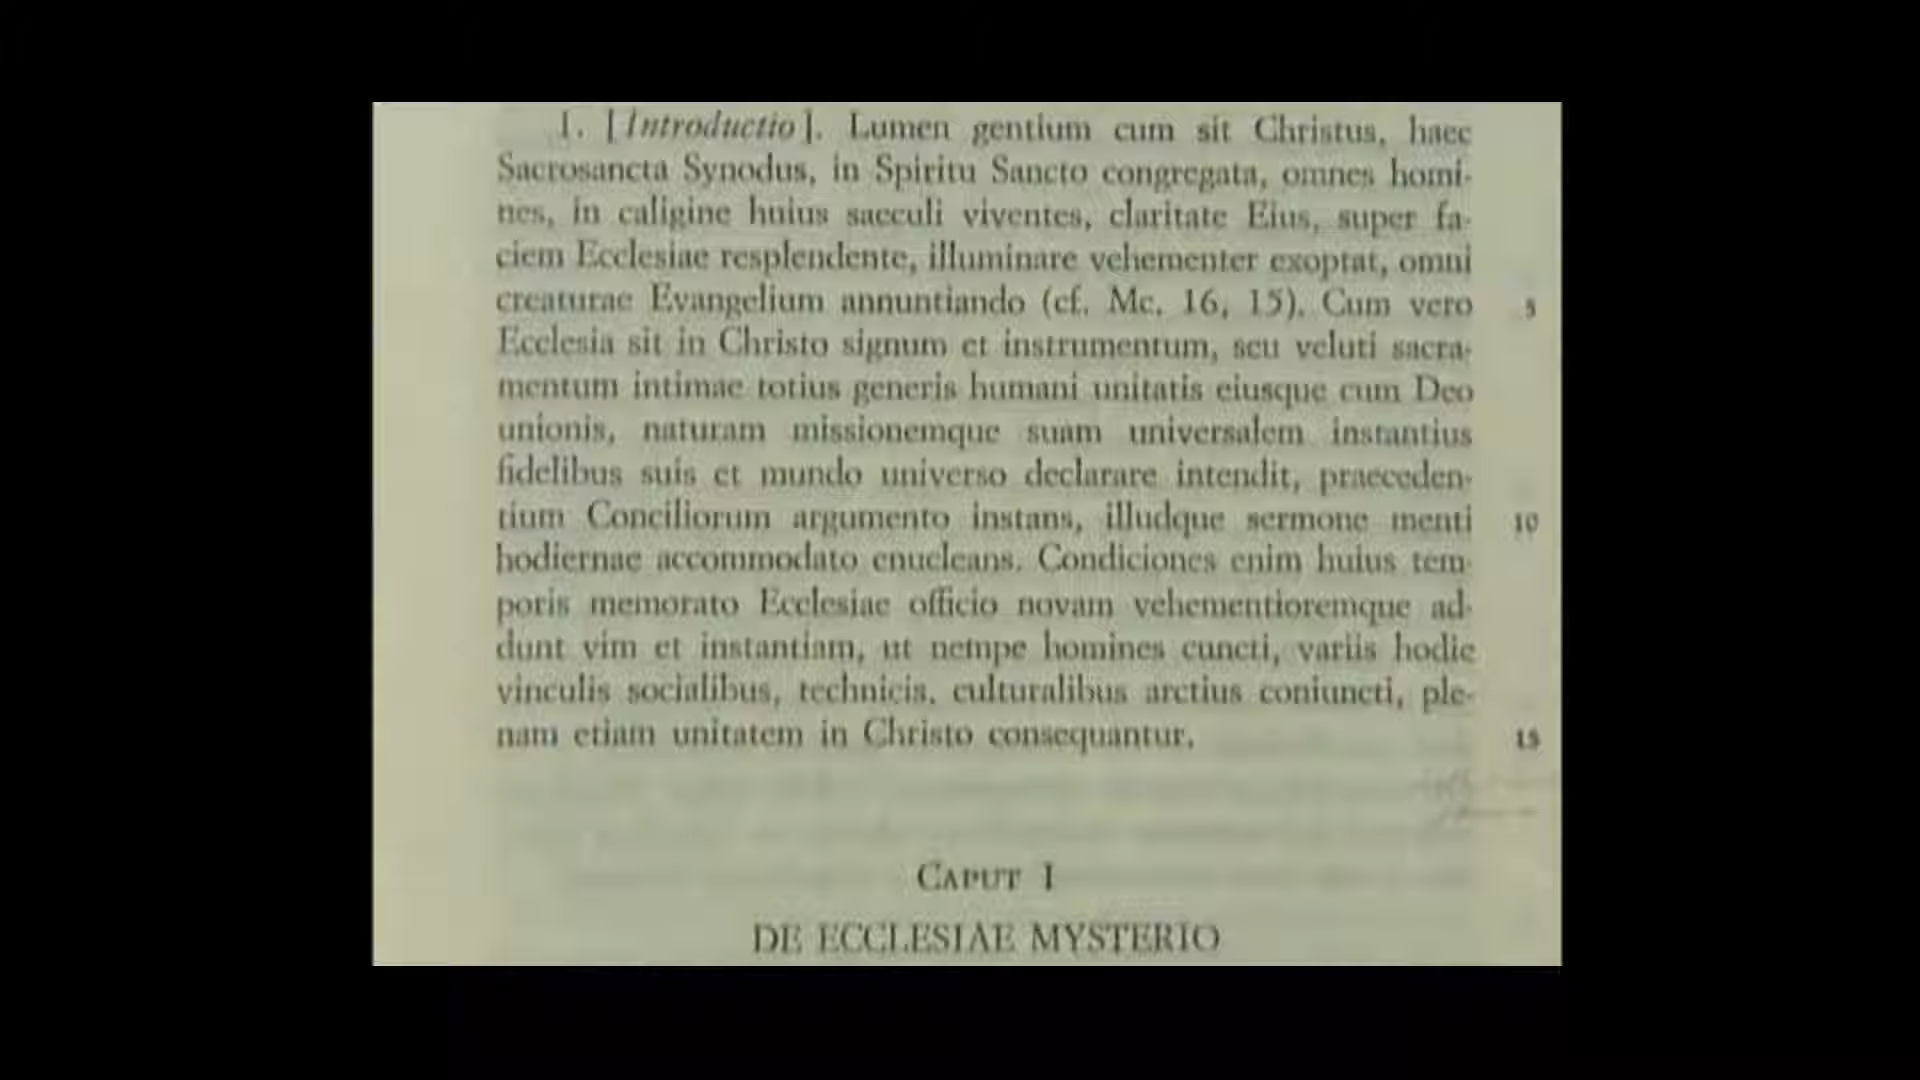 1. [Introductio]. Lumen gentium cum sit Christus, haec
Sacrosancta Synodus, in Spiritu Sancto congregata, omnes homi-
nes, in caligine huius saeculi viventes, claritate Eius, super fa-
ciem Ecclesiae resplendente, illuminare vehementer exoptat, omni
creaturae Evangelium annuntiando (cf. Mc. 16, 15). Cum vero 5
Ecclesia sit in Christo signum et instrumentum, seu veluti sacra-
mentum intimae totius generis humani unitatis eiusque cum Deo
unionis, naturam missionemque suam universalem instantius
fidelibus suis et mundo universo declarare intendit, praeceden-
tium Conciliorum argumento instans, illudque sermone menti 10
hodiernae accommodato enucleans. Condiciones enim huius tem-
poris memorato Ecclesiae officio novam vehementioremque ad-
dunt vim et instantiam, ut nempe homines cuncti, variis hodie
vinculis socialibus, technicis, culturalibus arctius coniuncti, ple-
nam etiam unitatem in Christo consequantur. 15
CAPUT I
DE ECCLESIAE MYSTERIO